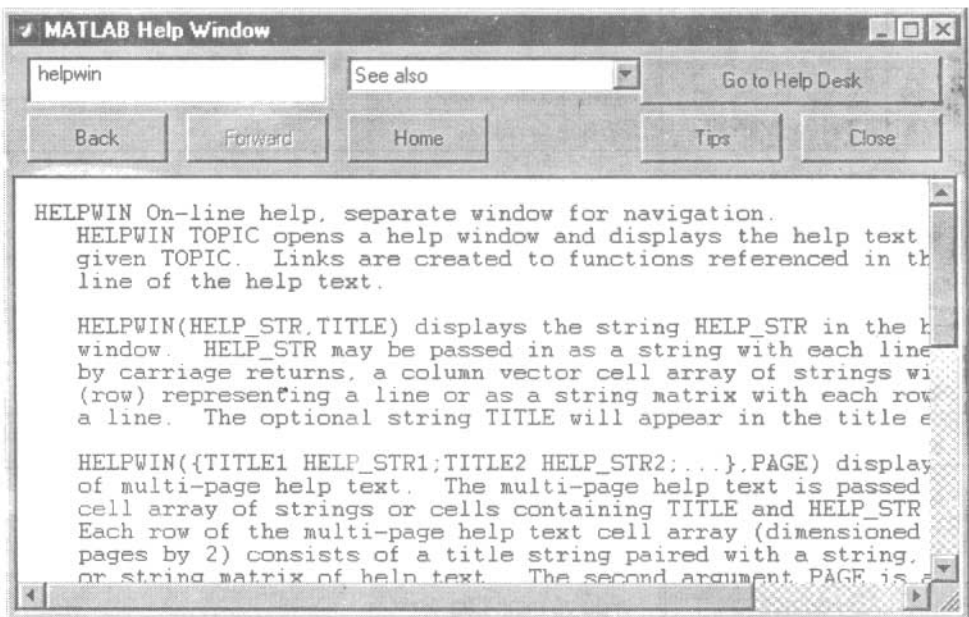 MATLAB Help Window
helpwin
See also
Go to Help Desk
Back
Forward
Home
Tips
Close
HELPWIN On-line help, separate window for navigation.
HELPWIN TOPIC opens a help window and displays the help text
given TOPIC. Links are created to functions referenced in th
line of the help text.
HELPWIN(HELP_STR,TITLE) displays the string HELP_STR in the h
window. HELP_STR may be passed in as a string with each line
by carriage returns, a column vector cell array of strings wi
(row) representing a line or as a string matrix with each row
a line. The optional string TITLE will appear in the title e
HELPWIN({TITLE1 HELP_STR1;TITLE2 HELP_STR2;...},PAGE) display
of multi-page help text. The multi-page help text is passed
cell array of strings or cells containing TITLE and HELP_STR
Each row of the multi-page help text cell array (dimensioned
pages by 2) consists of a title string paired with a string,
or string matrix of help text. The second argument PAGE is a